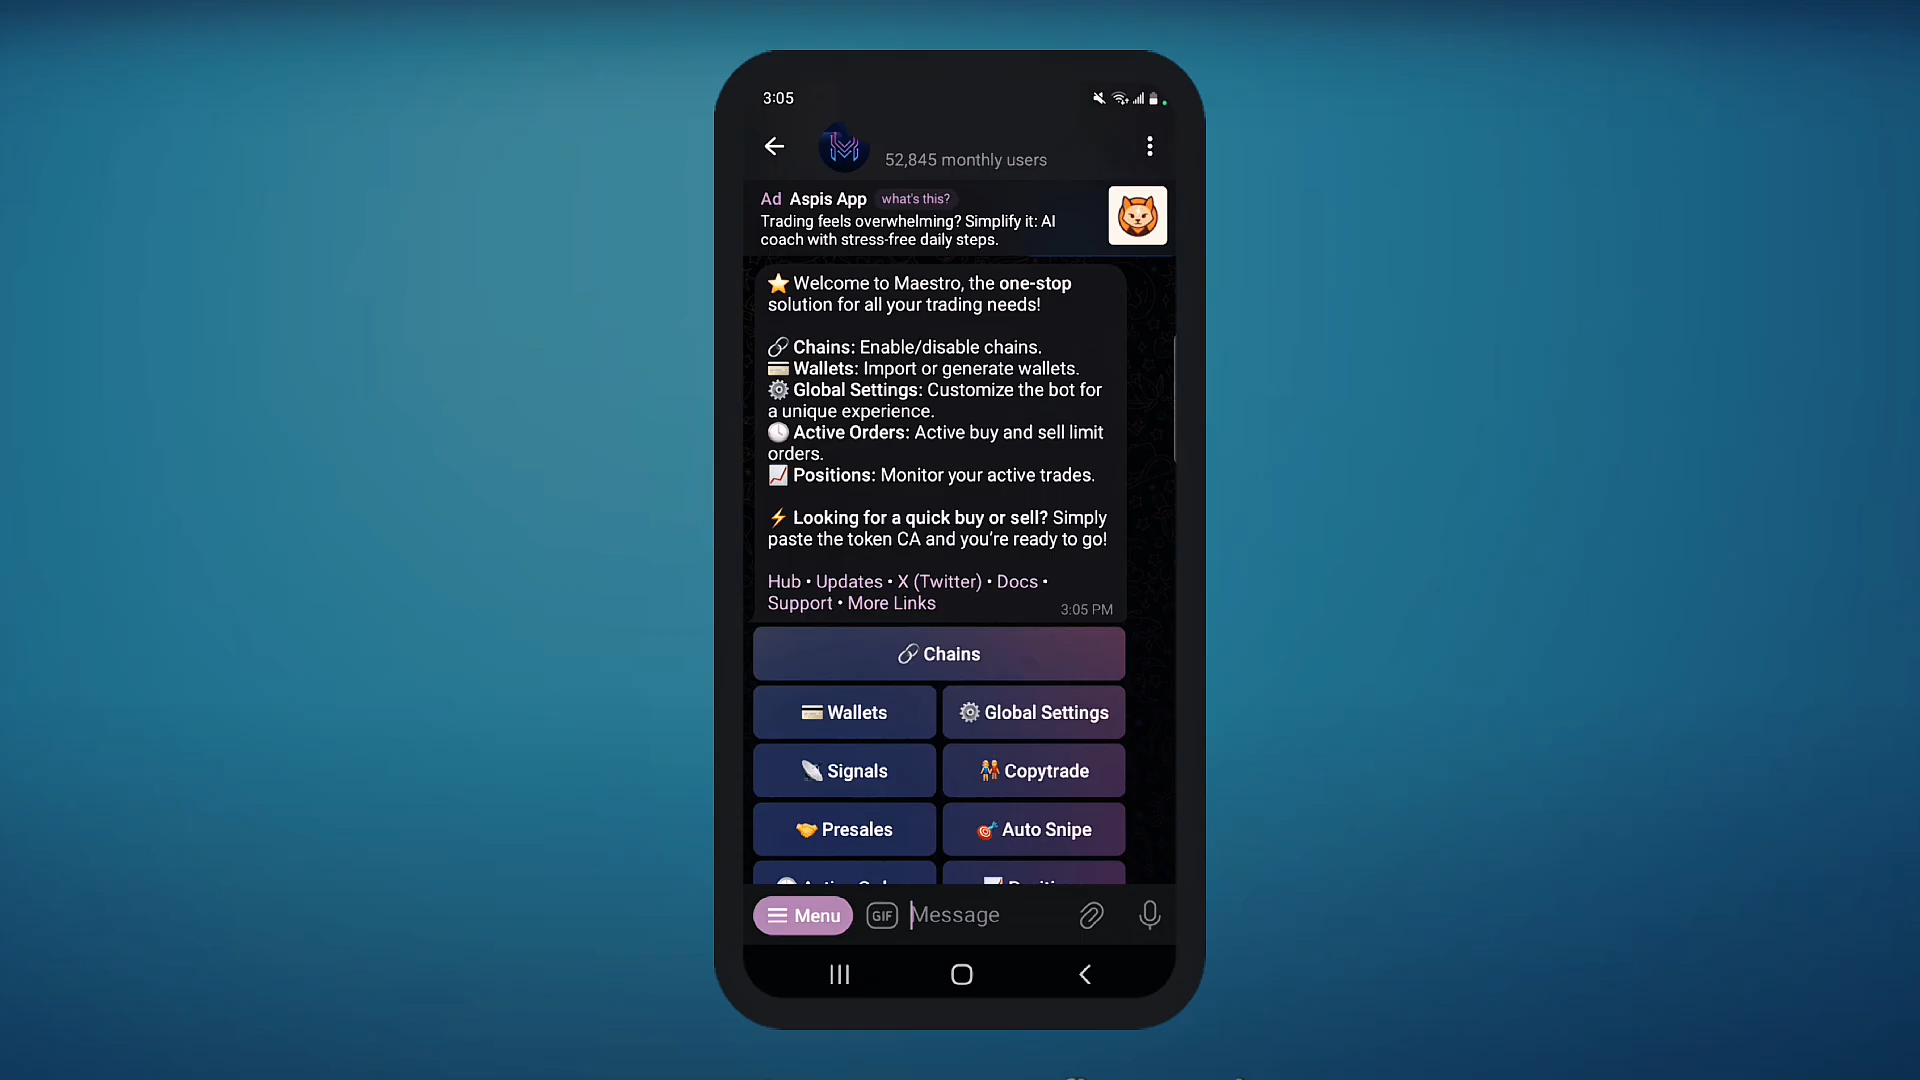 3:05
52,845 monthly users
Ad Aspis App what's this?
Trading feels overwhelming? Simplify it: AI
coach with stress-free daily steps.
⭐ Welcome to Maestro, the one-stop
solution for all your trading needs!
🔗 Chains: Enable/disable chains.
💳 Wallets: Import or generate wallets.
⚙️ Global Settings: Customize the bot for
a unique experience.
🕓 Active Orders: Active buy and sell limit
orders.
📈 Positions: Monitor your active trades.
⚡ Looking for a quick buy or sell? Simply
paste the token CA and you're ready to go!
Hub • Updates • X (Twitter) • Docs •
Support • More Links
3:05 PM
🔗 Chains
💳 Wallets
⚙️ Global Settings
📡 Signals
👬 Copytrade
🤝 Presales
🎯 Auto Snipe
Menu
GIF
Message